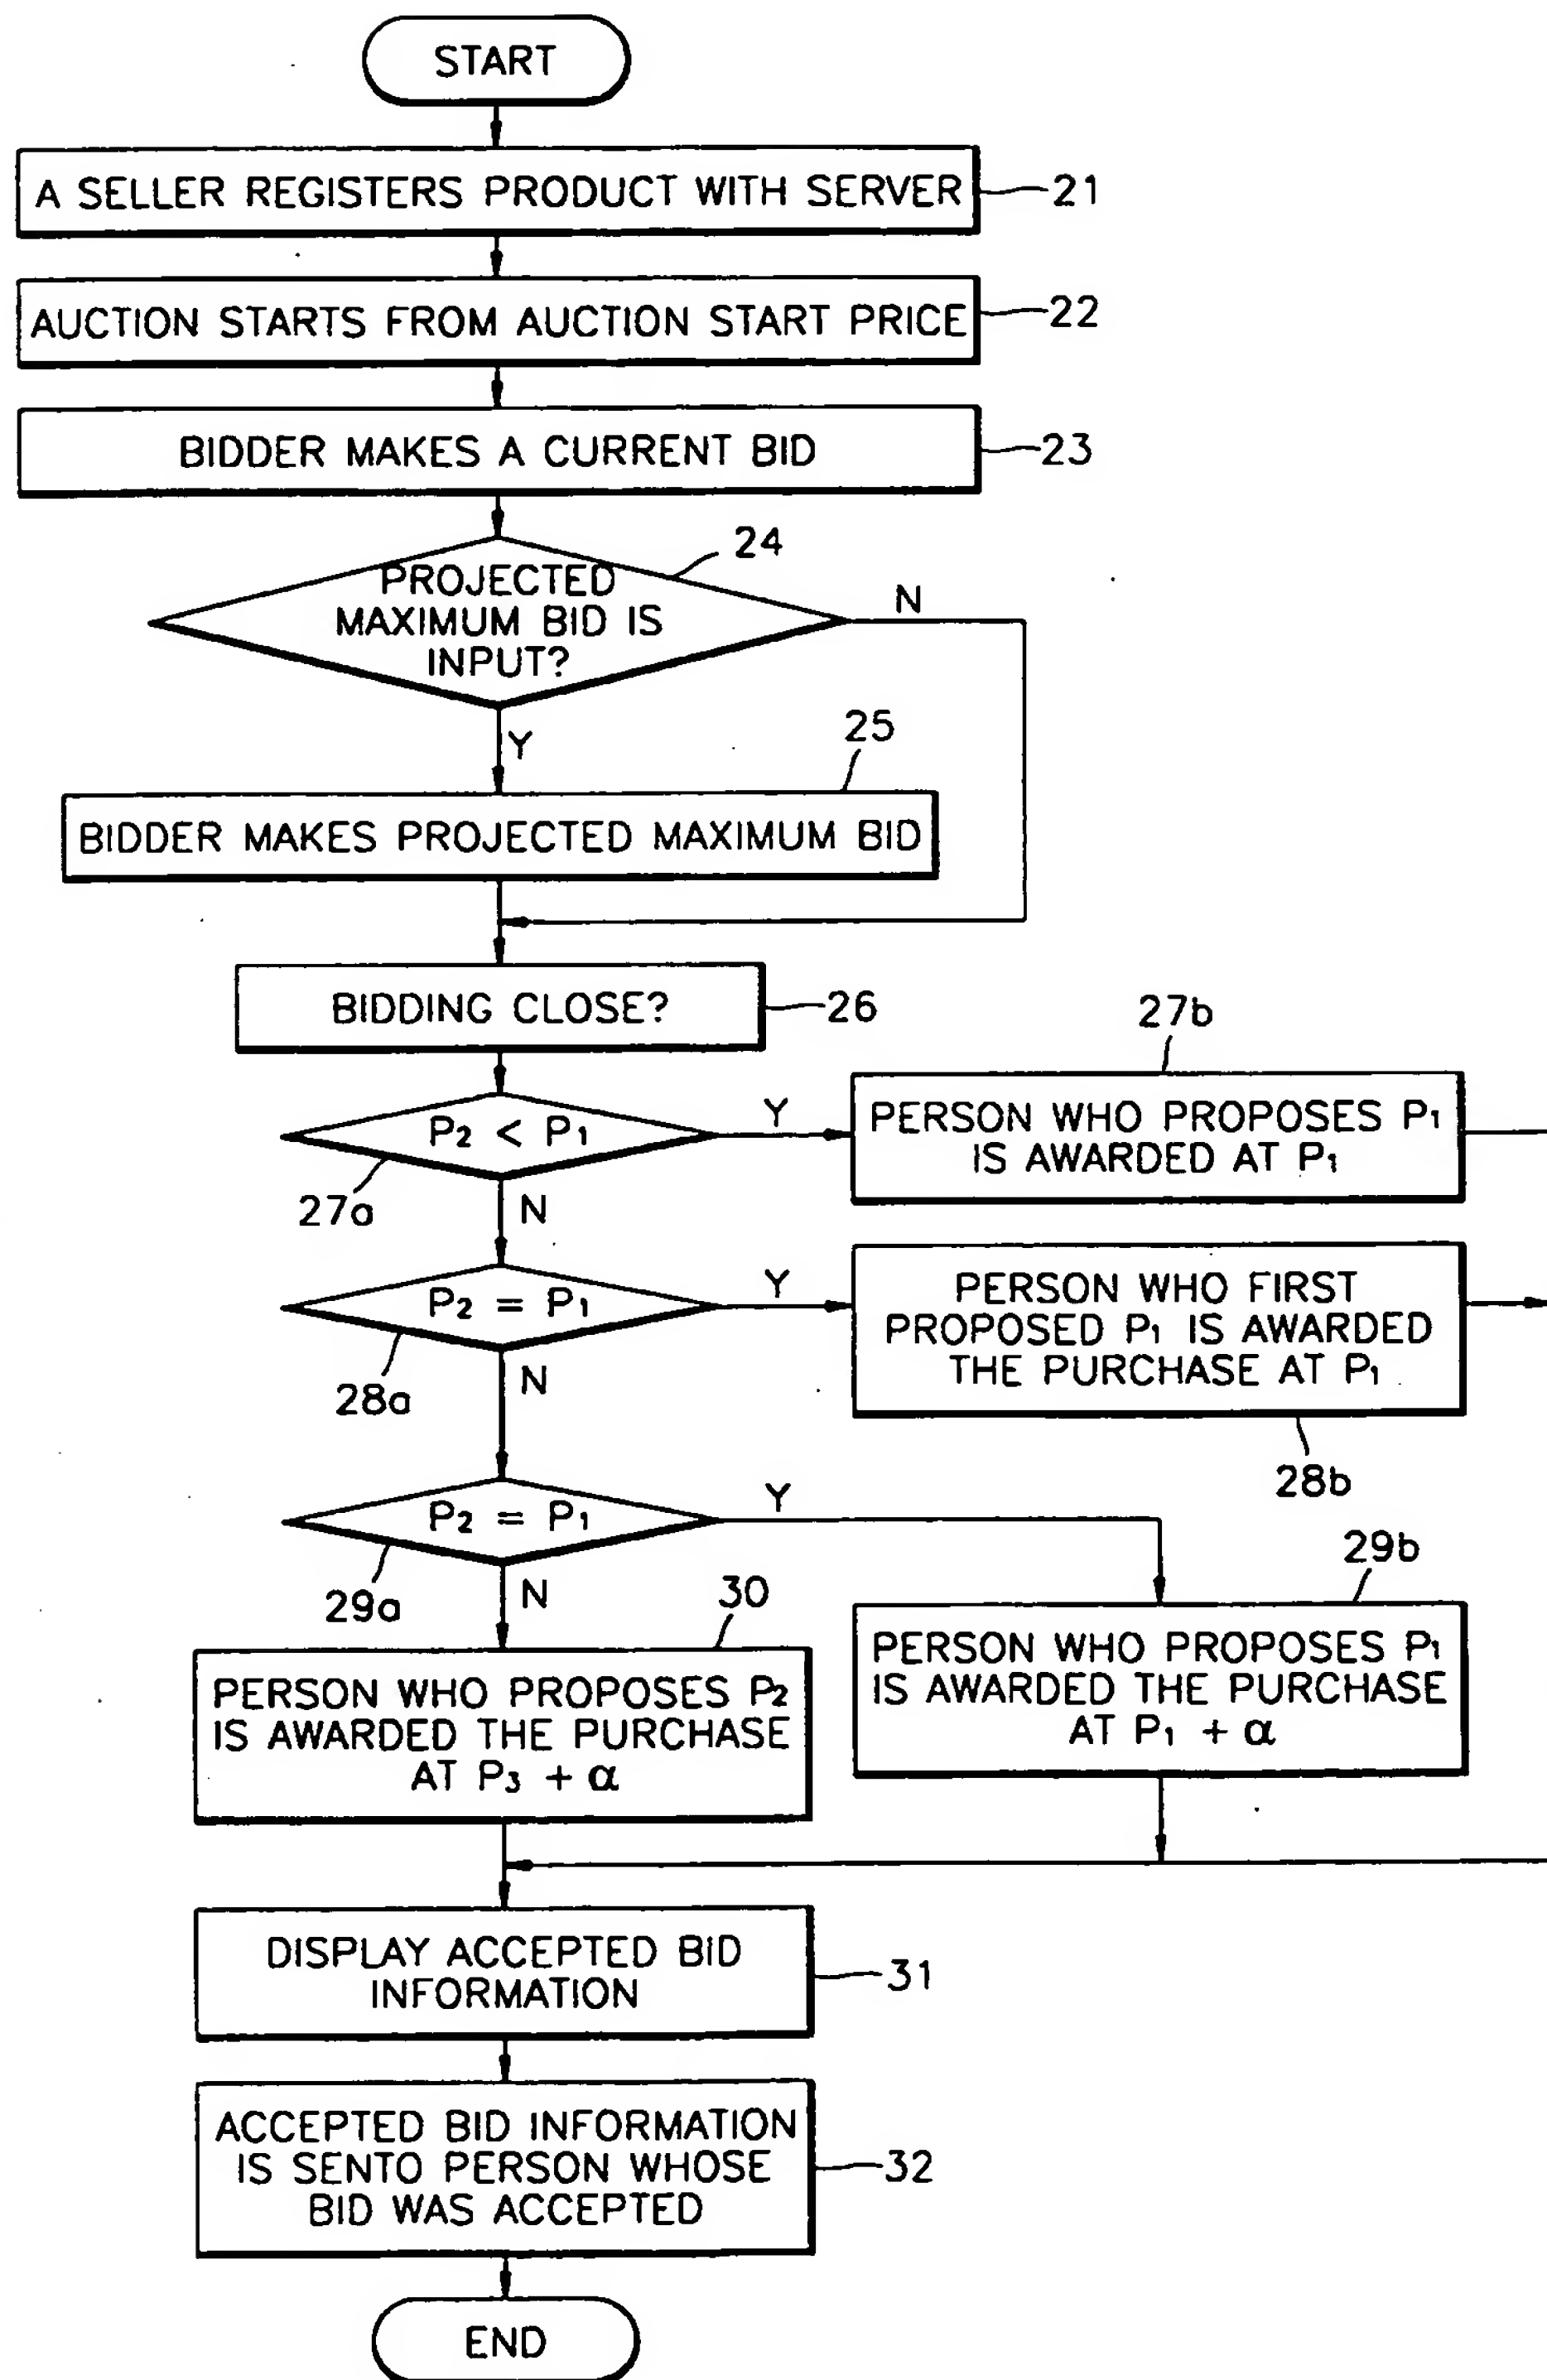 START
A SELLER REGISTERS PRODUCT WITH SERVER
21
AUCTION STARTS FROM AUCTION START PRICE
22
BIDDER MAKES A CURRENT BID
23
24
PROJECTED
MAXIMUM BID IS
INPUT?
N
Y
25
BIDDER MAKES PROJECTED MAXIMUM BID
BIDDING CLOSE?
26
27b
P2 < P1
Y
PERSON WHO PROPOSES P1
IS AWARDED AT P1
27a
N
P2 = P1
Y
PERSON WHO FIRST
PROPOSED P1 IS AWARDED
THE PURCHASE AT P1
28a
N
28b
P2 = P1
Y
29a
N
30
29b
PERSON WHO PROPOSES P2
IS AWARDED THE PURCHASE
AT P3 + α
PERSON WHO PROPOSES P1
IS AWARDED THE PURCHASE
AT P1 + α
DISPLAY ACCEPTED BID
INFORMATION
31
ACCEPTED BID INFORMATION
IS SENTO PERSON WHOSE
BID WAS ACCEPTED
32
END